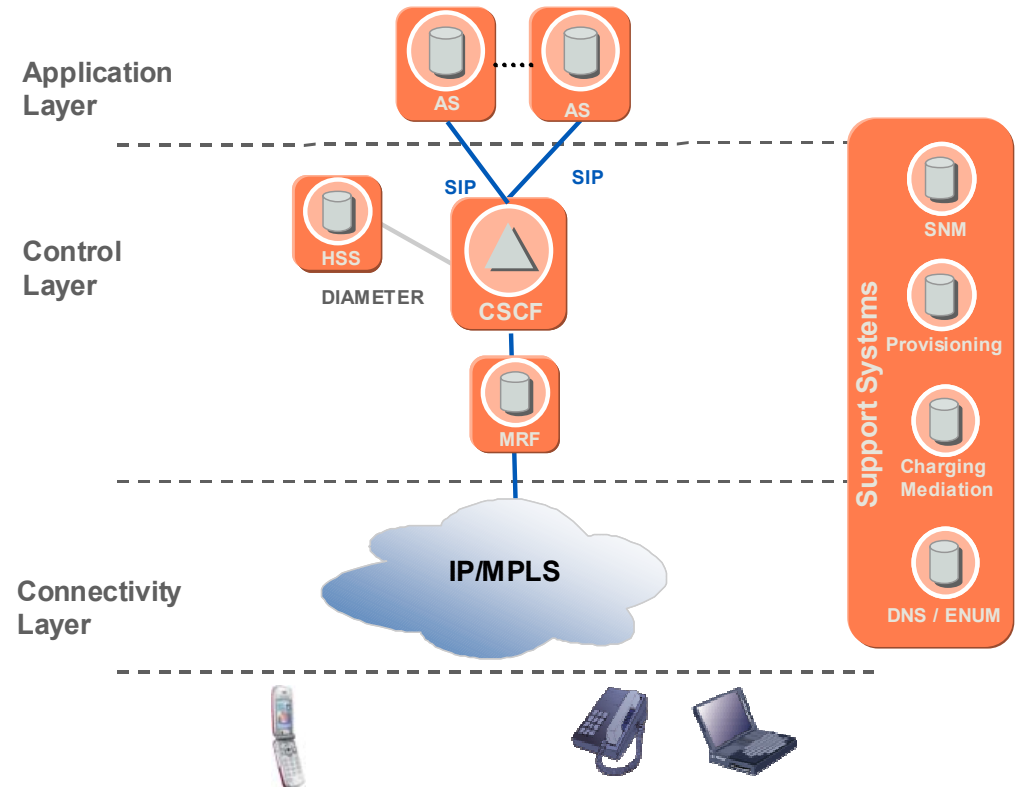 Application
Layer
AS
AS
SIP
SIP
Control
Layer
HSS
DIAMETER
CSCF
MRF
Connectivity
Layer
IP/MPLS
Support Systems
SNM
Provisioning
Charging
Mediation
DNS / ENUM